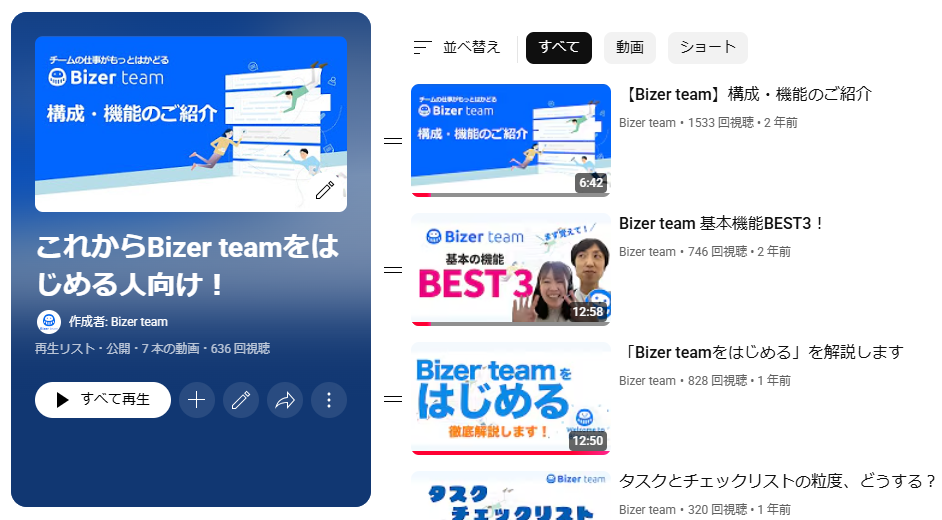 チームの仕事がもっとはかどる
Bizer team
構成・機能のご紹介
これからBizer teamをは
じめる人向け！
作成者: Bizer team
再生リスト・公開・7 本の動画・636 回視聴
すべて再生
並べ替え
すべて
動画
ショート
チームの仕事がもっとはかどる
Bizer team
構成・機能のご紹介
6:42
【Bizer team】構成・機能のご紹介
Bizer team・1533 回視聴・2 年前
Bizer team
まず覚えて！
基本の機能
BEST 3
12:58
Bizer team 基本機能BEST3！
Bizer team・746 回視聴・2 年前
Bizer team を
はじめる
徹底解説します！
Welcome to
12:50
「Bizer teamをはじめる」を解説します
Bizer team・828 回視聴・1 年前
Bizer team
タスク
チェックリスト
タスクとチェックリストの粒度、どうする？
Bizer team・320 回視聴・1 年前